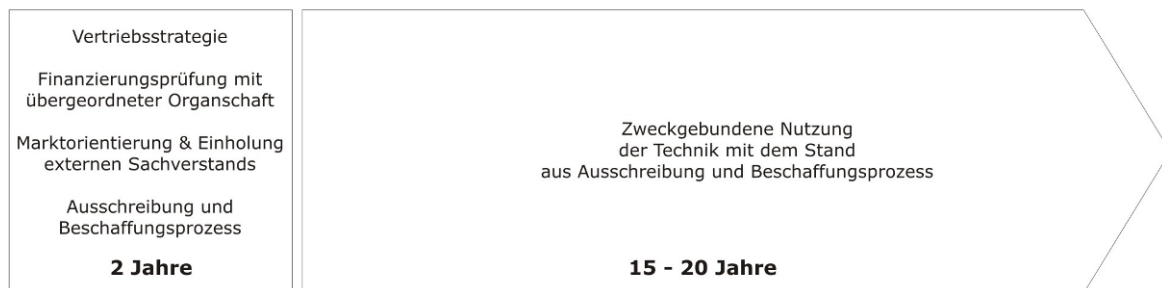 Vertriebsstrategie
Finanzierungsprüfung mit
übergeordneter Organschaft
Marktorientierung & Einholung
externen Sachverstands
Ausschreibung und
Beschaffungsprozess
2 Jahre
Zweckgebundene Nutzung
der Technik mit dem Stand
aus Ausschreibung und Beschaffungsprozess
15 - 20 Jahre